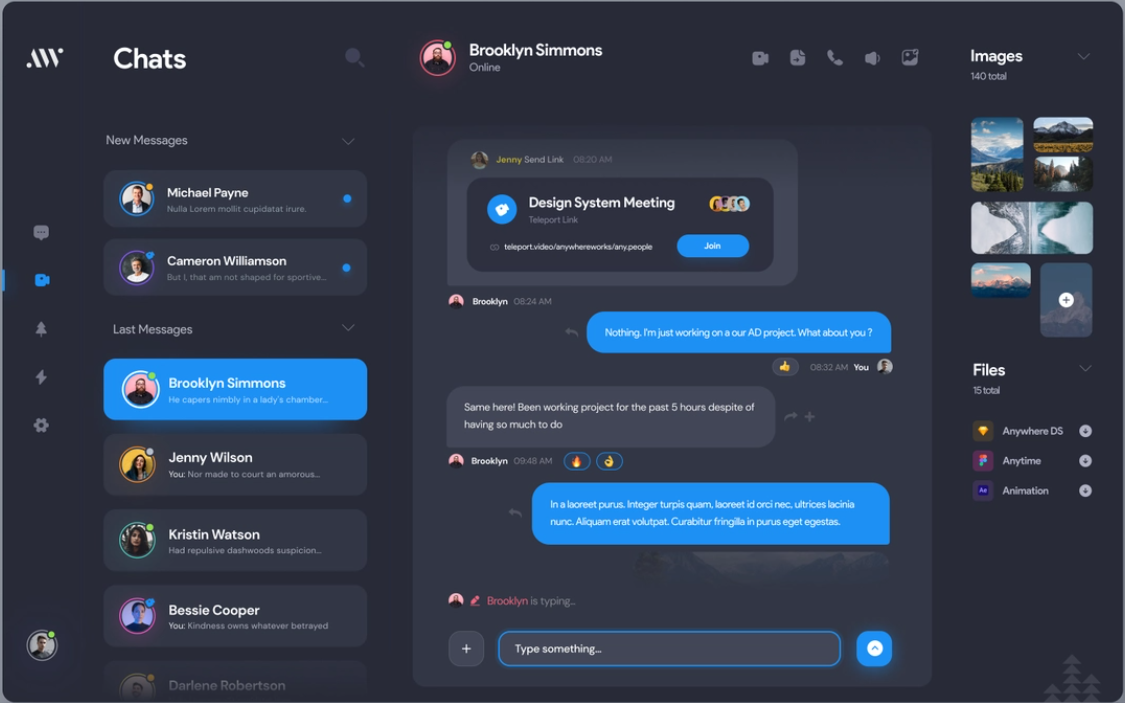 Chats
New Messages
Michael Payne
Nulla Lorem mollit cupidatat irure.
Cameron Williamson
But I, that am not shaped for sportive...
Last Messages
Brooklyn Simmons
He capers nimbly in a lady's chamber...
Jenny Wilson
You: Nor made to court an amorous...
Kristin Watson
Had repulsive dashwoods suspicion...
Bessie Cooper
You: Kindness owns whatever betrayed
Darlene Robertson
Brooklyn Simmons
Online
Jenny Send Link 08:20 AM
Design System Meeting
Teleport Link
teleport.video/anywhereworks/any.people
Join
Brooklyn 08:24 AM
Nothing. I'm just working on a our AD project. What about you ?
08:32 AM You
Same here! Been working project for the past 5 hours despite of
having so much to do
Brooklyn 09:48 AM
In a laoreet purus. Integer turpis quam, laoreet id orci nec, ultrices lacinia
nunc. Aliquam erat volutpat. Curabitur fringilla in purus eget egestas.
Brooklyn is typing...
Type something...
Images
140 total
Files
15 total
Anywhere DS
Anytime
Ae Animation